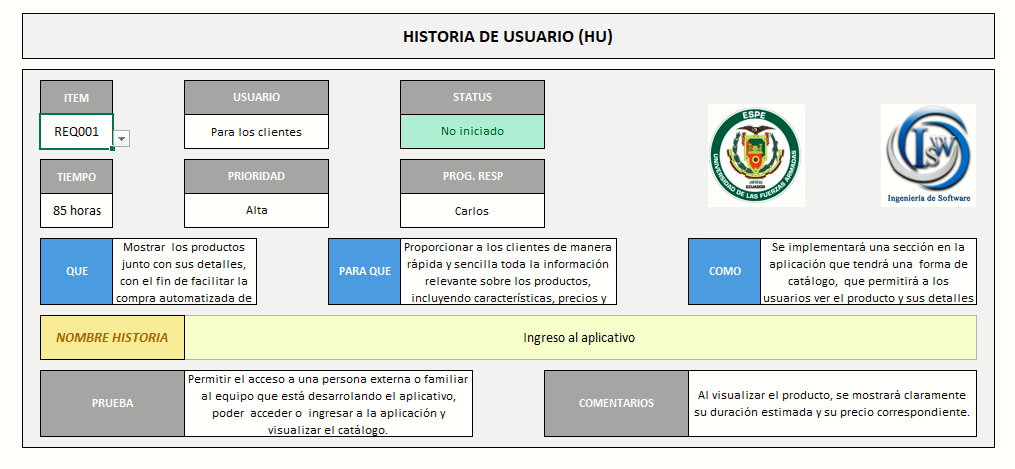 HISTORIA DE USUARIO (HU)
ITEM
USUARIO
STATUS
REQ001
Para los clientes
No iniciado
TIEMPO
PRIORIDAD
PROG. RESP
85 horas
Alta
Carlos
ESPE
UNIVERSIDAD DE LAS FUERZAS ARMADAS
ECUADOR
ISW
Ingeniería de Software
QUE
Mostrar los productos
junto con sus detalles,
con el fin de facilitar la
compra automatizada de
PARA QUE
Proporcionar a los clientes de manera
rápida y sencilla toda la información
relevante sobre los productos,
incluyendo características, precios y
COMO
Se implementará una sección en la
aplicación que tendrá una forma de
catálogo, que permitirá a los
usuarios ver el producto y sus detalles
NOMBRE HISTORIA
Ingreso al aplicativo
PRUEBA
Permitir el acceso a una persona externa o familiar
al equipo que está desarrolando el aplicativo,
poder acceder o ingresar a la aplicación y
visualizar el catálogo.
COMENTARIOS
Al visualizar el producto, se mostrará claramente
su duración estimada y su precio correspondiente.